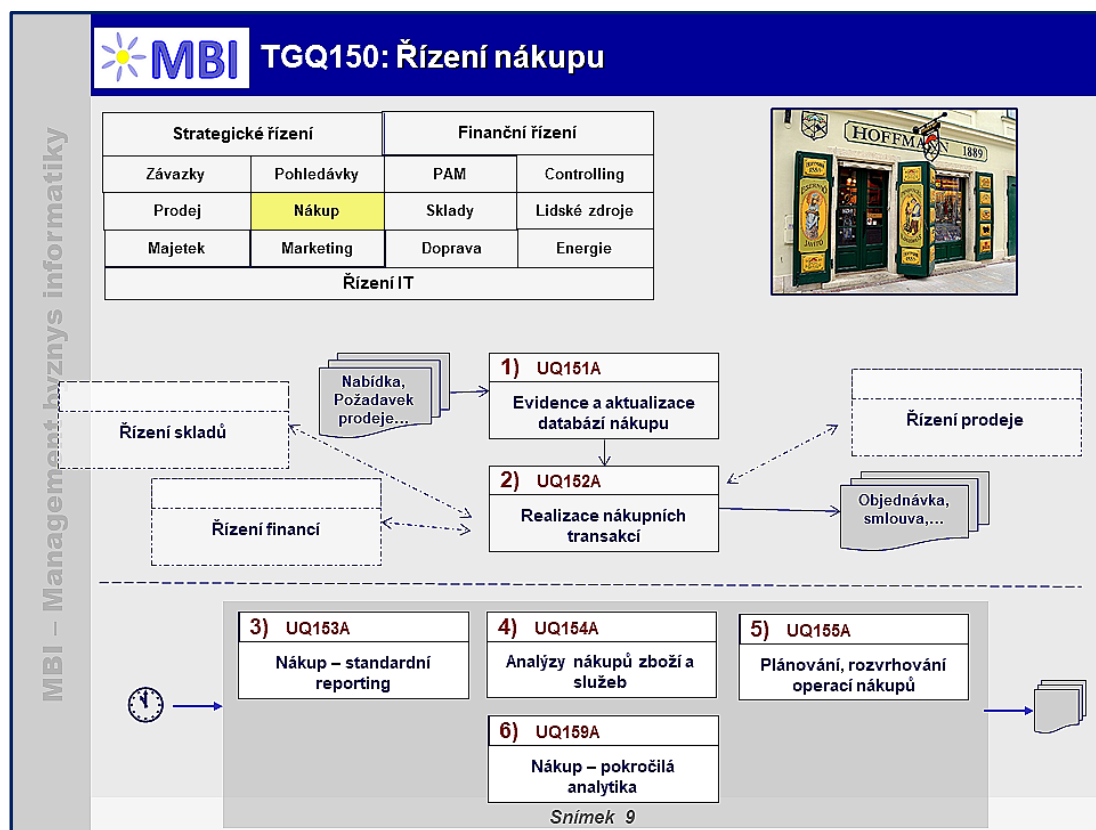 MBI
TGQ150: Řízení nákupu
MBI – Management byznys informatiky
Strategické řízení
Finanční řízení
Závazky
Pohledávky
PAM
Controlling
Prodej
Nákup
Sklady
Lidské zdroje
Majetek
Marketing
Doprava
Energie
Řízení IT
HOFFMANN 1889
Nabídka,
Požadavek
prodeje...
1) UQ151A
Evidence a aktualizace
databází nákupu
Řízení skladů
Řízení prodeje
2) UQ152A
Realizace nákupních
transakcí
Řízení financí
Objednávka,
smlouva,...
3) UQ153A
Nákup – standardní
reporting
4) UQ154A
Analýzy nákupů zboží a
služeb
5) UQ155A
Plánování, rozvrhování
operací nákupů
6) UQ159A
Nákup – pokročilá
analytika
Snímek 9